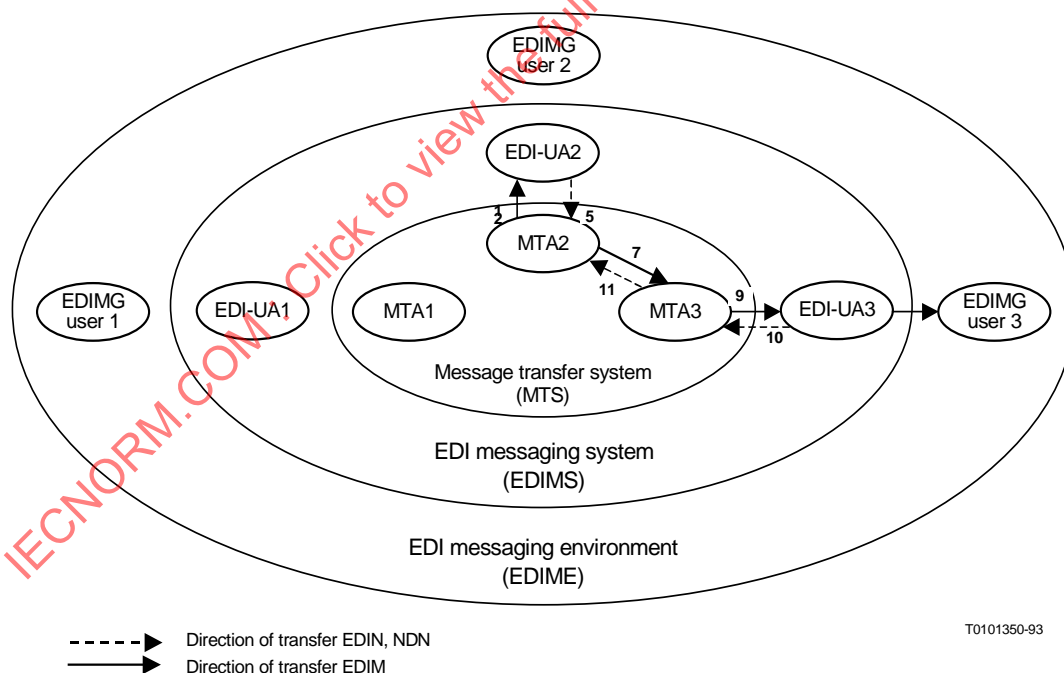 EDIMG
user 2
EDI-UA2
1
2
5
MTA2
7
11
EDIMG
user 1
EDI-UA1
MTA1
MTA3
9
10
EDI-UA3
EDIMG
user 3
Message transfer system
(MTS)
EDI messaging system
(EDIMS)
EDI messaging environment
(EDIME)
IECNORM.COM : Click to view the full
T0101350-93
Direction of transfer EDIN, NDN
Direction of transfer EDIM